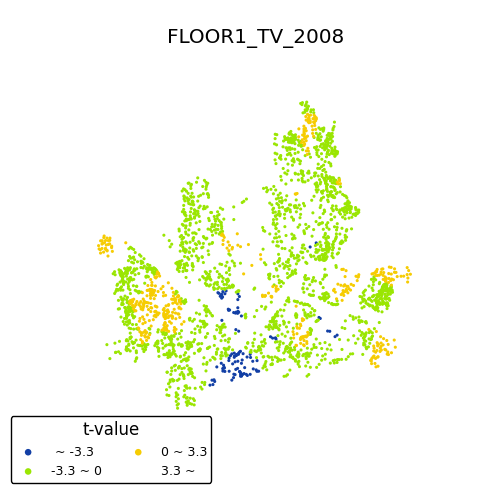 FLOOR1_TV_2008
t-value
~ -3.3
0 ~ 3.3
-3.3 ~ 0
3.3 ~